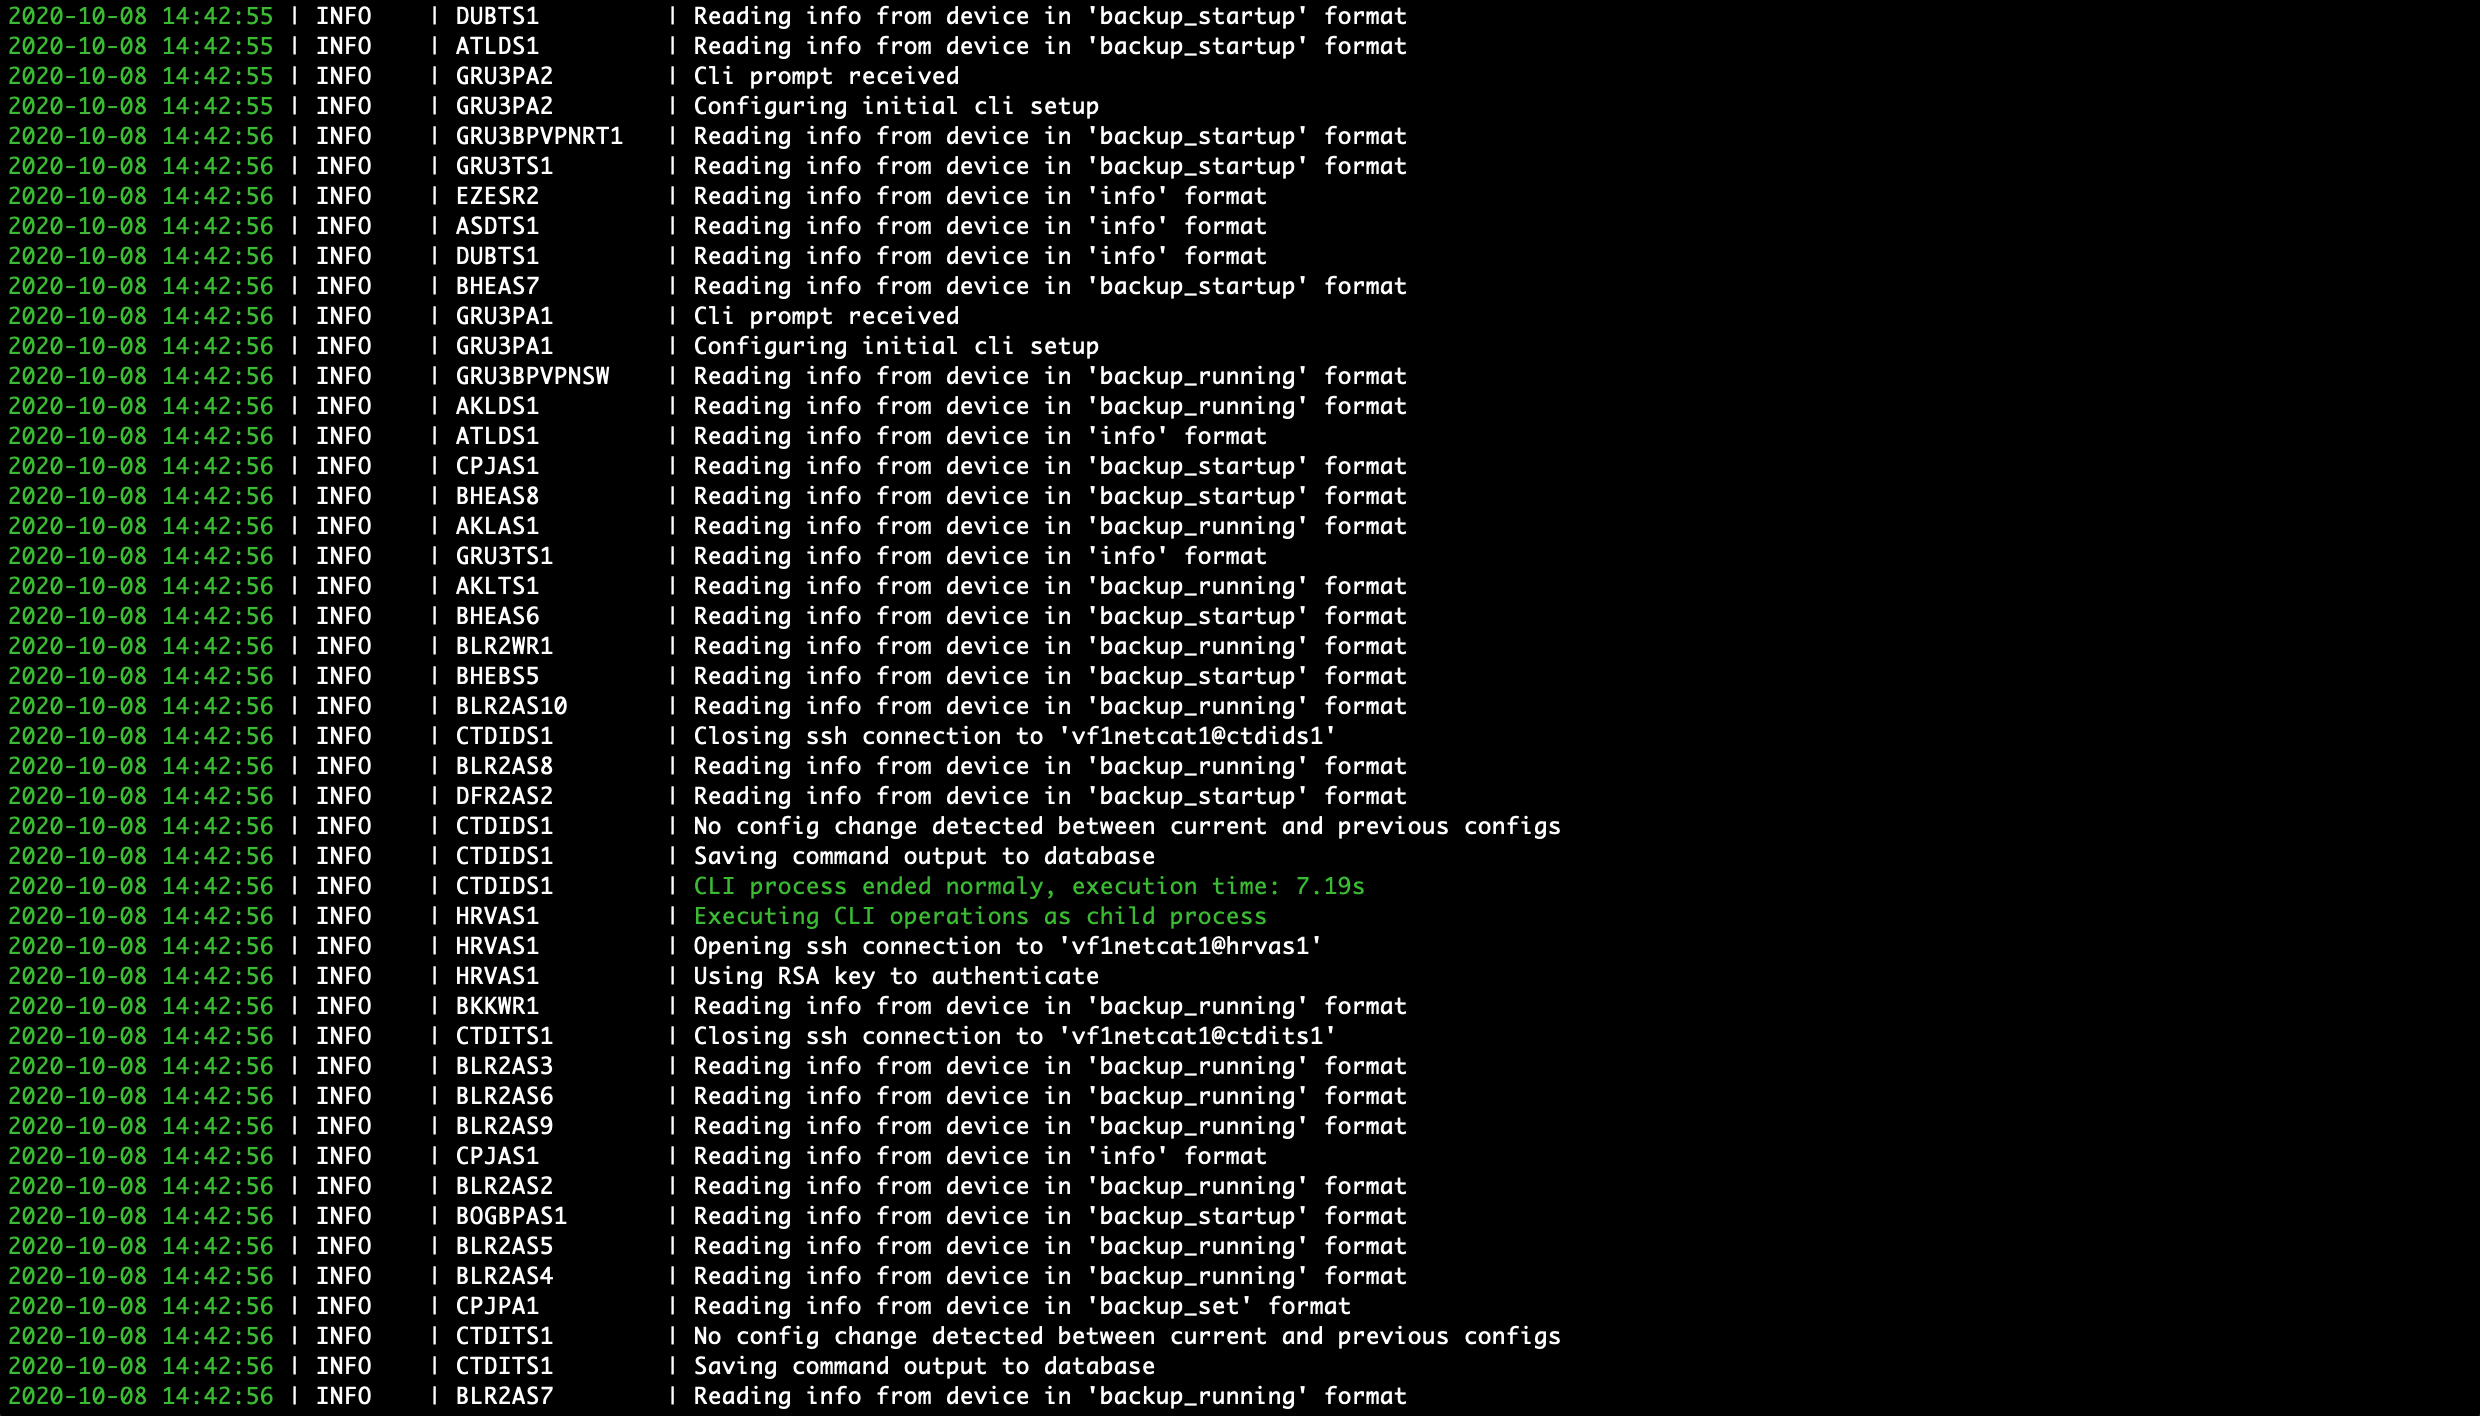 2020-10-08 14:42:55 | INFO    | DUBTS1         | Reading info from device in 'backup_startup' format
2020-10-08 14:42:55 | INFO    | ATLDS1         | Reading info from device in 'backup_startup' format
2020-10-08 14:42:55 | INFO    | GRU3PA2        | Cli prompt received
2020-10-08 14:42:55 | INFO    | GRU3PA2        | Configuring initial cli setup
2020-10-08 14:42:56 | INFO    | GRU3BPVPNRT1   | Reading info from device in 'backup_startup' format
2020-10-08 14:42:56 | INFO    | GRU3TS1        | Reading info from device in 'backup_startup' format
2020-10-08 14:42:56 | INFO    | EZESR2         | Reading info from device in 'info' format
2020-10-08 14:42:56 | INFO    | ASDTS1         | Reading info from device in 'info' format
2020-10-08 14:42:56 | INFO    | DUBTS1         | Reading info from device in 'info' format
2020-10-08 14:42:56 | INFO    | BHEAS7         | Reading info from device in 'backup_startup' format
2020-10-08 14:42:56 | INFO    | GRU3PA1        | Cli prompt received
2020-10-08 14:42:56 | INFO    | GRU3PA1        | Configuring initial cli setup
2020-10-08 14:42:56 | INFO    | GRU3BPVPNSW    | Reading info from device in 'backup_running' format
2020-10-08 14:42:56 | INFO    | AKLDS1         | Reading info from device in 'backup_running' format
2020-10-08 14:42:56 | INFO    | ATLDS1         | Reading info from device in 'info' format
2020-10-08 14:42:56 | INFO    | CPJAS1         | Reading info from device in 'backup_startup' format
2020-10-08 14:42:56 | INFO    | BHEAS8         | Reading info from device in 'backup_startup' format
2020-10-08 14:42:56 | INFO    | AKLAS1         | Reading info from device in 'backup_running' format
2020-10-08 14:42:56 | INFO    | GRU3TS1        | Reading info from device in 'info' format
2020-10-08 14:42:56 | INFO    | AKLTS1         | Reading info from device in 'backup_running' format
2020-10-08 14:42:56 | INFO    | BHEAS6         | Reading info from device in 'backup_startup' format
2020-10-08 14:42:56 | INFO    | BLR2WR1        | Reading info from device in 'backup_running' format
2020-10-08 14:42:56 | INFO    | BHEBS5         | Reading info from device in 'backup_startup' format
2020-10-08 14:42:56 | INFO    | BLR2AS10       | Reading info from device in 'backup_running' format
2020-10-08 14:42:56 | INFO    | CTDIDS1        | Closing ssh connection to 'vf1netcat1@ctdids1'
2020-10-08 14:42:56 | INFO    | BLR2AS8        | Reading info from device in 'backup_running' format
2020-10-08 14:42:56 | INFO    | DFR2AS2        | Reading info from device in 'backup_startup' format
2020-10-08 14:42:56 | INFO    | CTDIDS1        | No config change detected between current and previous configs
2020-10-08 14:42:56 | INFO    | CTDIDS1        | Saving command output to database
2020-10-08 14:42:56 | INFO    | CTDIDS1        | CLI process ended normaly, execution time: 7.19s
2020-10-08 14:42:56 | INFO    | HRVAS1         | Executing CLI operations as child process
2020-10-08 14:42:56 | INFO    | HRVAS1         | Opening ssh connection to 'vf1netcat1@hrvas1'
2020-10-08 14:42:56 | INFO    | HRVAS1         | Using RSA key to authenticate
2020-10-08 14:42:56 | INFO    | BKKWR1         | Reading info from device in 'backup_running' format
2020-10-08 14:42:56 | INFO    | CTDITS1        | Closing ssh connection to 'vf1netcat1@ctdits1'
2020-10-08 14:42:56 | INFO    | BLR2AS3        | Reading info from device in 'backup_running' format
2020-10-08 14:42:56 | INFO    | BLR2AS6        | Reading info from device in 'backup_running' format
2020-10-08 14:42:56 | INFO    | BLR2AS9        | Reading info from device in 'backup_running' format
2020-10-08 14:42:56 | INFO    | CPJAS1         | Reading info from device in 'info' format
2020-10-08 14:42:56 | INFO    | BLR2AS2        | Reading info from device in 'backup_running' format
2020-10-08 14:42:56 | INFO    | BOGBPAS1       | Reading info from device in 'backup_startup' format
2020-10-08 14:42:56 | INFO    | BLR2AS5        | Reading info from device in 'backup_running' format
2020-10-08 14:42:56 | INFO    | BLR2AS4        | Reading info from device in 'backup_running' format
2020-10-08 14:42:56 | INFO    | CPJPA1         | Reading info from device in 'backup_set' format
2020-10-08 14:42:56 | INFO    | CTDITS1        | No config change detected between current and previous configs
2020-10-08 14:42:56 | INFO    | CTDITS1        | Saving command output to database
2020-10-08 14:42:56 | INFO    | BLR2AS7        | Reading info from device in 'backup_running' format